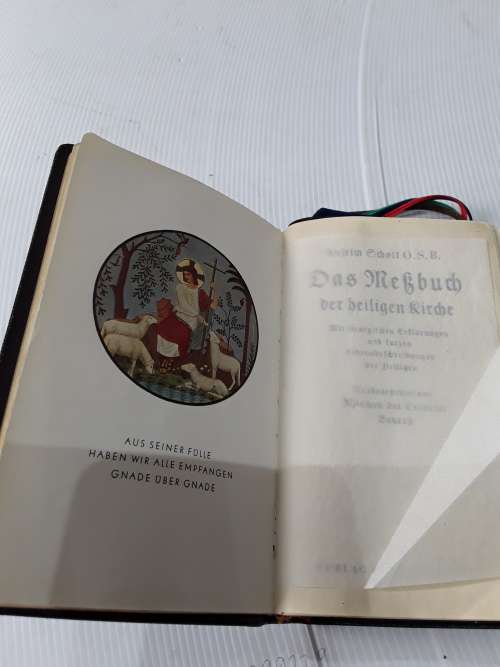 AUS SEINER FÜLLE
HABEN WIR ALLE EMPFANGEN
GNADE ÜBER GNADE
Anselm Schott O.S.B.
Das Meßbuch
der heiligen Kirche
Mit liturgischen Erklärungen
und kurzen
Lebensbeschreibungen
der Heiligen
Neubearbeitet von
Mönchen der Erzabtei
Beuron
VERLAG